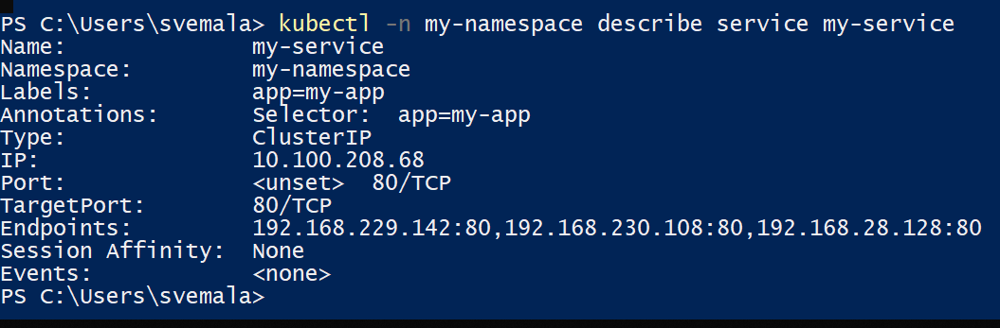 PS C:\Users\svemala> kubectl -n my-namespace describe service my-service
Name:              my-service
Namespace:         my-namespace
Labels:            app=my-app
Annotations:       Selector:  app=my-app
Type:              ClusterIP
IP:                10.100.208.68
Port:              <unset>  80/TCP
TargetPort:        80/TCP
Endpoints:         192.168.229.142:80,192.168.230.108:80,192.168.28.128:80
Session Affinity:  None
Events:            <none>
PS C:\Users\svemala>